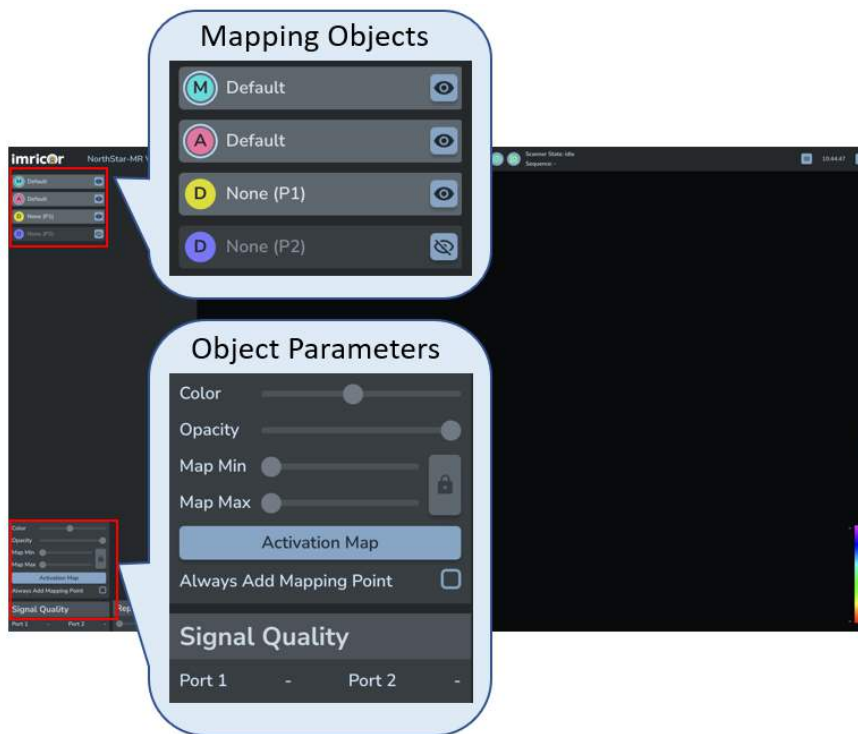 Mapping Objects
M Default
A Default
D None (P1)
D None (P2)
imricor NorthStar-MR
Scanner State: Idle
Sequence: -
10:44:47
M Default
A Default
D None (P1)
D None (P2)
Object Parameters
Color
Opacity
Map Min
Map Max
Activation Map
Always Add Mapping Point
Signal Quality
Port 1 - Port 2 -
Color
Opacity
Map Min
Map Max
Activation Map
Always Add Mapping Point
Signal Quality
Port 1 - Port 2 -